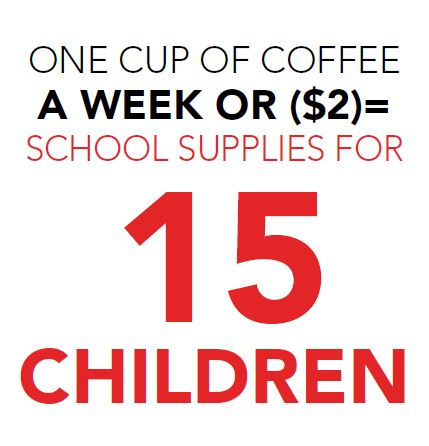 ONE CUP OF COFFEE
A WEEK OR ($2)=
SCHOOL SUPPLIES FOR
15
CHILDREN